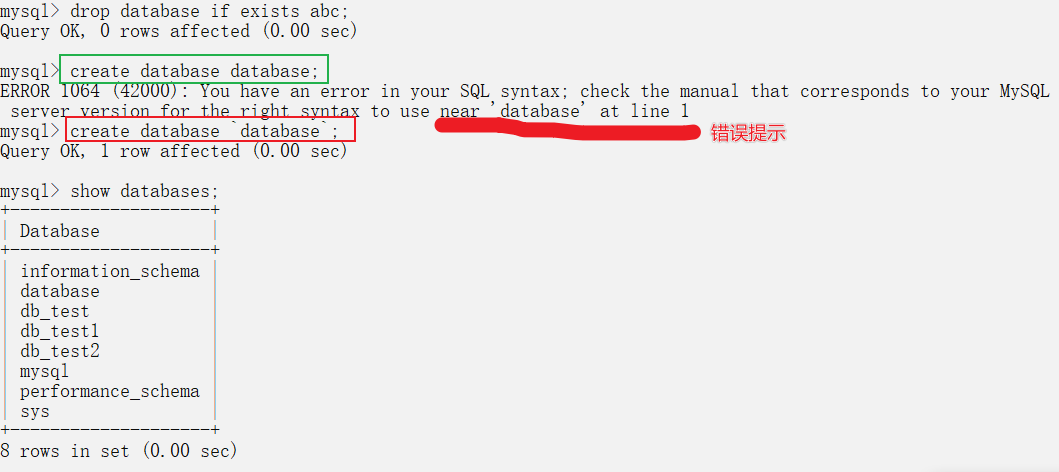 mysql> drop database if exists abc;
Query OK, 0 rows affected (0.00 sec)
mysql> create database database;
ERROR 1064 (42000): You have an error in your SQL syntax; check the manual that corresponds to your MySQL
server version for the right syntax to use near 'database' at line 1
mysql> create database `database`;
错误提示
Query OK, 1 row affected (0.00 sec)
mysql> show databases;
+--------------------+
| Database           |
+--------------------+
| information_schema |
| database           |
| db_test            |
| db_test1           |
| db_test2           |
| mysql              |
| performance_schema |
| sys                |
+--------------------+
8 rows in set (0.00 sec)